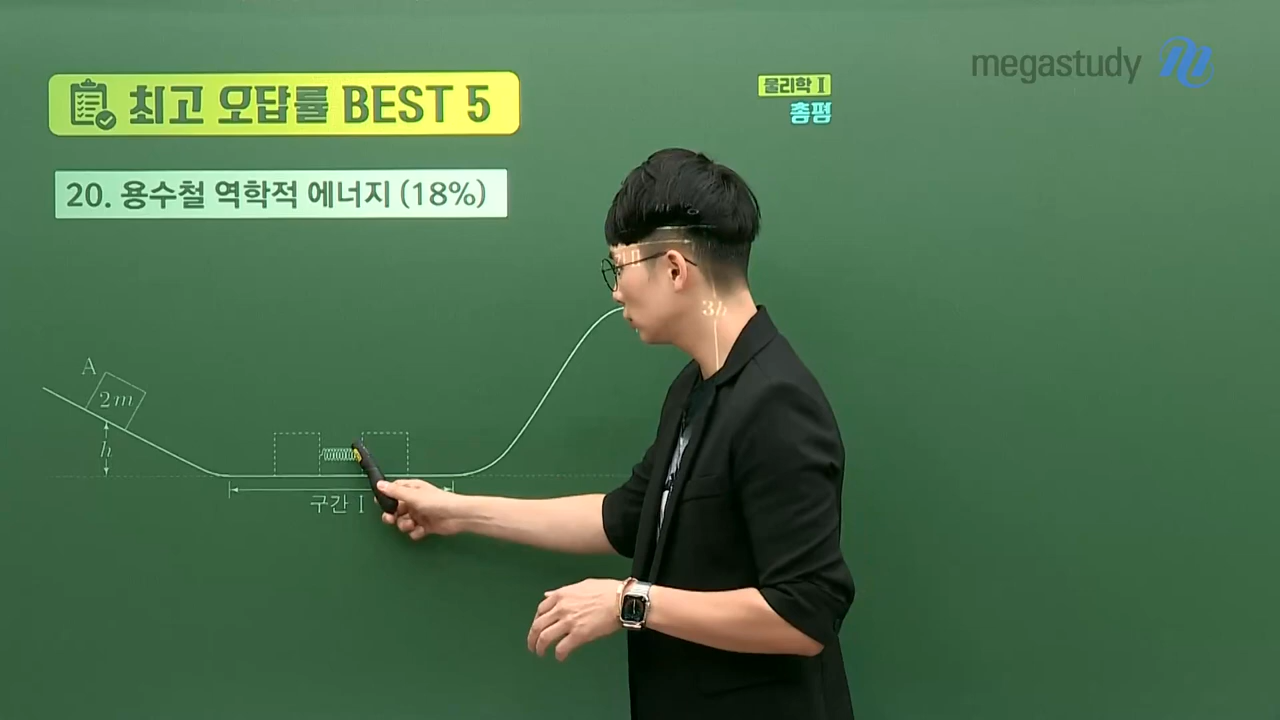 megastudy
최고 오답률 BEST 5
물리학 I
총평
20. 용수철 역학적 에너지 (18%)
3h
A
2m
h
구간 I